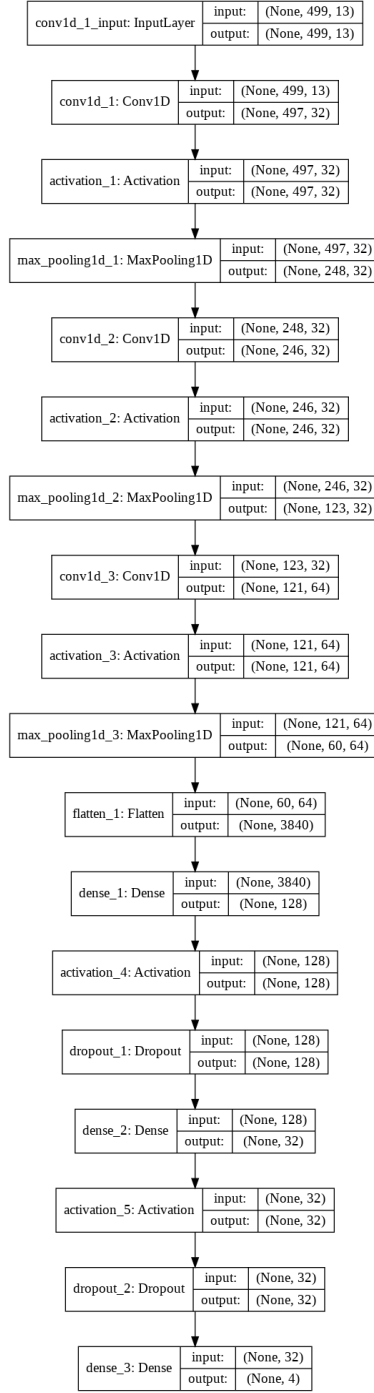 conv1d_1_input: InputLayer
input: (None, 499, 13)
output: (None, 499, 13)
conv1d_1: Conv1D
input: (None, 499, 13)
output: (None, 497, 32)
activation_1: Activation
input: (None, 497, 32)
output: (None, 497, 32)
max_pooling1d_1: MaxPooling1D
input: (None, 497, 32)
output: (None, 248, 32)
conv1d_2: Conv1D
input: (None, 248, 32)
output: (None, 246, 32)
activation_2: Activation
input: (None, 246, 32)
output: (None, 246, 32)
max_pooling1d_2: MaxPooling1D
input: (None, 246, 32)
output: (None, 123, 32)
conv1d_3: Conv1D
input: (None, 123, 32)
output: (None, 121, 64)
activation_3: Activation
input: (None, 121, 64)
output: (None, 121, 64)
max_pooling1d_3: MaxPooling1D
input: (None, 121, 64)
output: (None, 60, 64)
flatten_1: Flatten
input: (None, 60, 64)
output: (None, 3840)
dense_1: Dense
input: (None, 3840)
output: (None, 128)
activation_4: Activation
input: (None, 128)
output: (None, 128)
dropout_1: Dropout
input: (None, 128)
output: (None, 128)
dense_2: Dense
input: (None, 128)
output: (None, 32)
activation_5: Activation
input: (None, 32)
output: (None, 32)
dropout_2: Dropout
input: (None, 32)
output: (None, 32)
dense_3: Dense
input: (None, 32)
output: (None, 4)